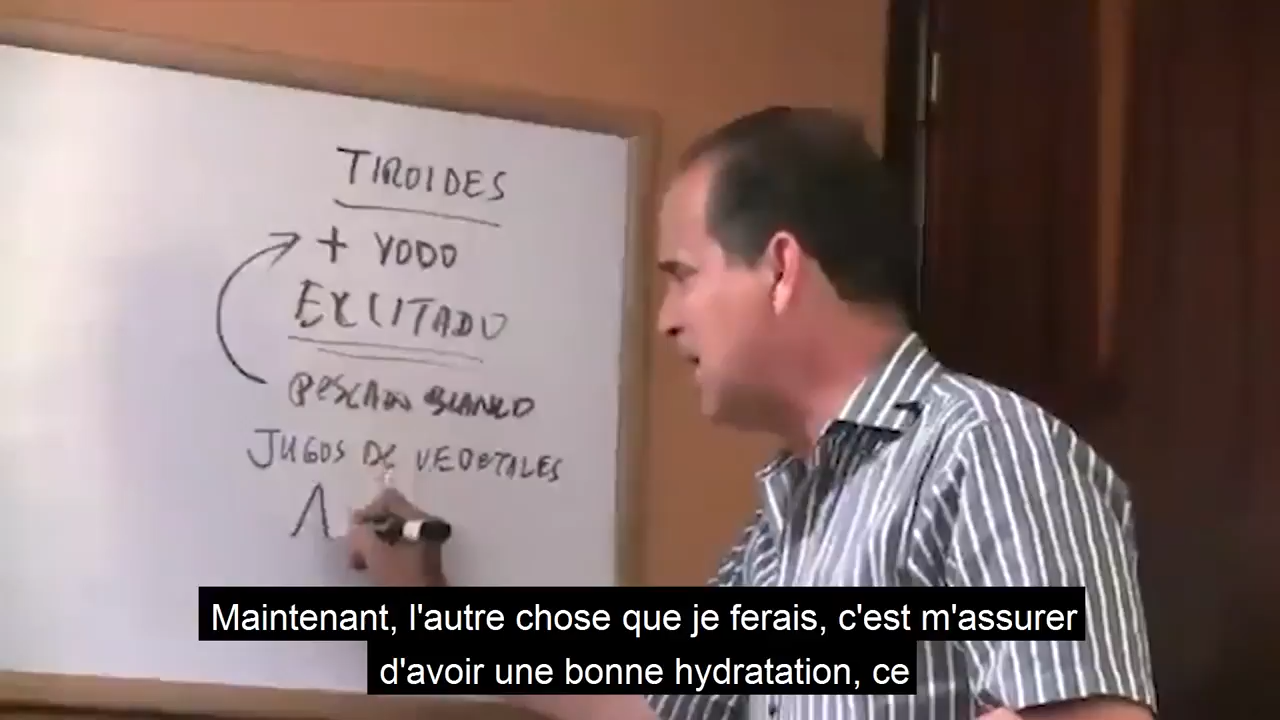 TIROIDES
+ YODO
EXCITADO
PESCADO BLANCO
JUGOS DE VEGETALES
A
Maintenant, l'autre chose que je ferais, c'est m'assurer
d'avoir une bonne hydratation, ce